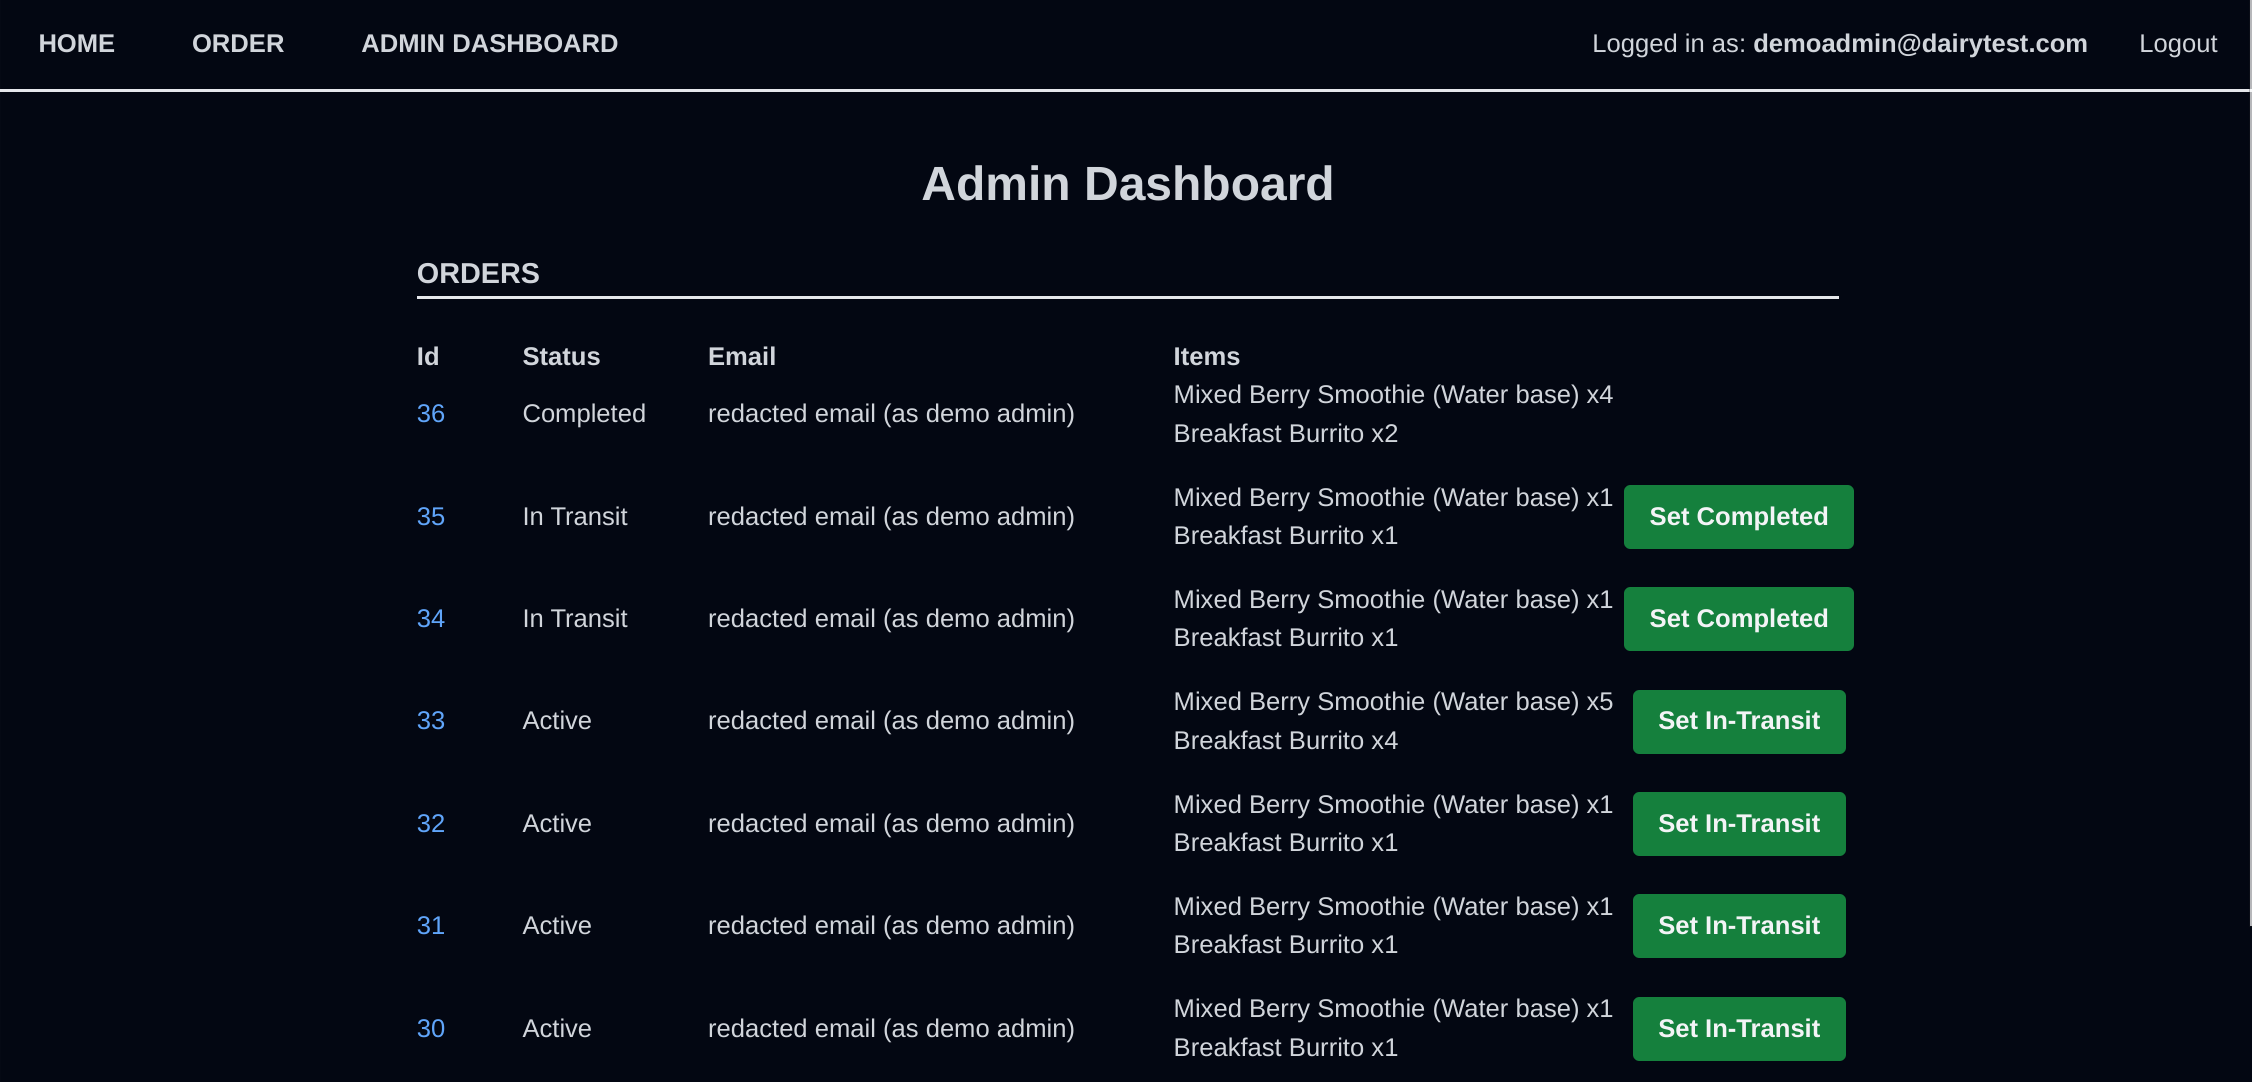 HOME ORDER ADMIN DASHBOARD Logged in as: demoadmin@dairytest.com Logout
Admin Dashboard
ORDERS
Id Status Email Items
36 Completed redacted email (as demo admin) Mixed Berry Smoothie (Water base) x4
Breakfast Burrito x2
35 In Transit redacted email (as demo admin) Mixed Berry Smoothie (Water base) x1
Breakfast Burrito x1
Set Completed
34 In Transit redacted email (as demo admin) Mixed Berry Smoothie (Water base) x1
Breakfast Burrito x1
Set Completed
33 Active redacted email (as demo admin) Mixed Berry Smoothie (Water base) x5
Breakfast Burrito x4
Set In-Transit
32 Active redacted email (as demo admin) Mixed Berry Smoothie (Water base) x1
Breakfast Burrito x1
Set In-Transit
31 Active redacted email (as demo admin) Mixed Berry Smoothie (Water base) x1
Breakfast Burrito x1
Set In-Transit
30 Active redacted email (as demo admin) Mixed Berry Smoothie (Water base) x1
Breakfast Burrito x1
Set In-Transit